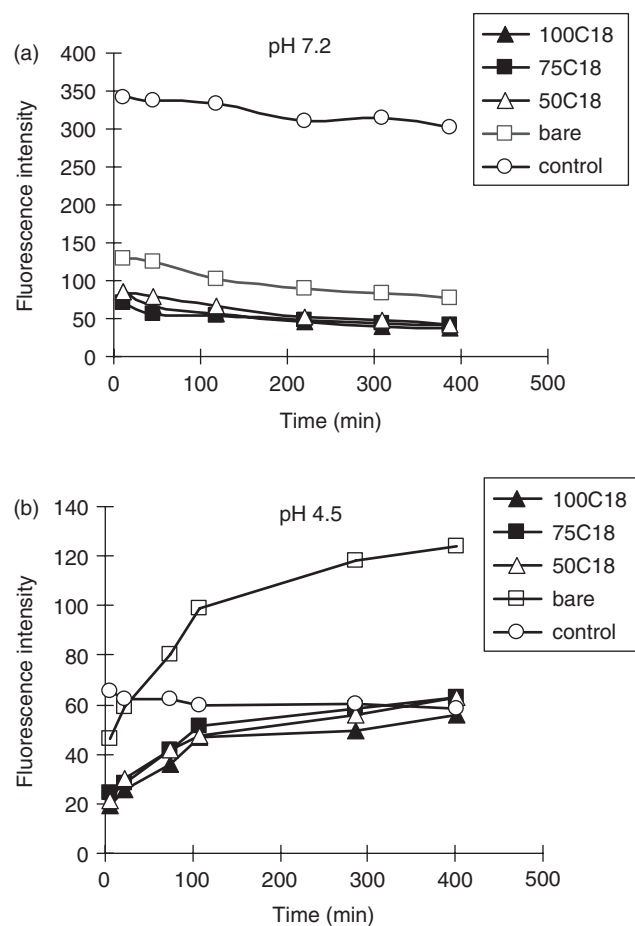 (a)
pH 7.2
400
350
300
250
200
150
100
50
0
Fluorescence intensity
0 100 200 300 400 500
Time (min)
100C18
75C18
50C18
bare
control
(b)
pH 4.5
140
120
100
80
60
40
20
0
Fluorescence intensity
0 100 200 300 400 500
Time (min)
100C18
75C18
50C18
bare
control